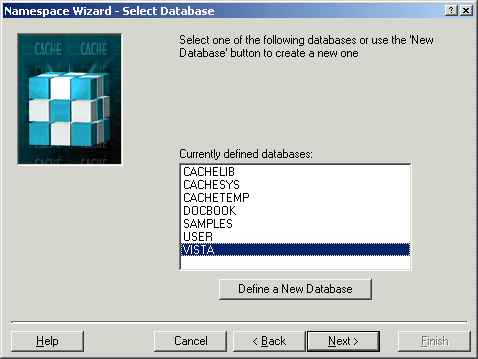 Namespace Wizard - Select Database
CACHE
CACHE
Select one of the following databases or use the 'New
Database' button to create a new one
Currently defined databases:
CACHELIB
CACHESYS
CACHETEMP
DOCBOOK
SAMPLES
USER
VISTA
Define a New Database
Help
Cancel
< Back
Next >
Finish